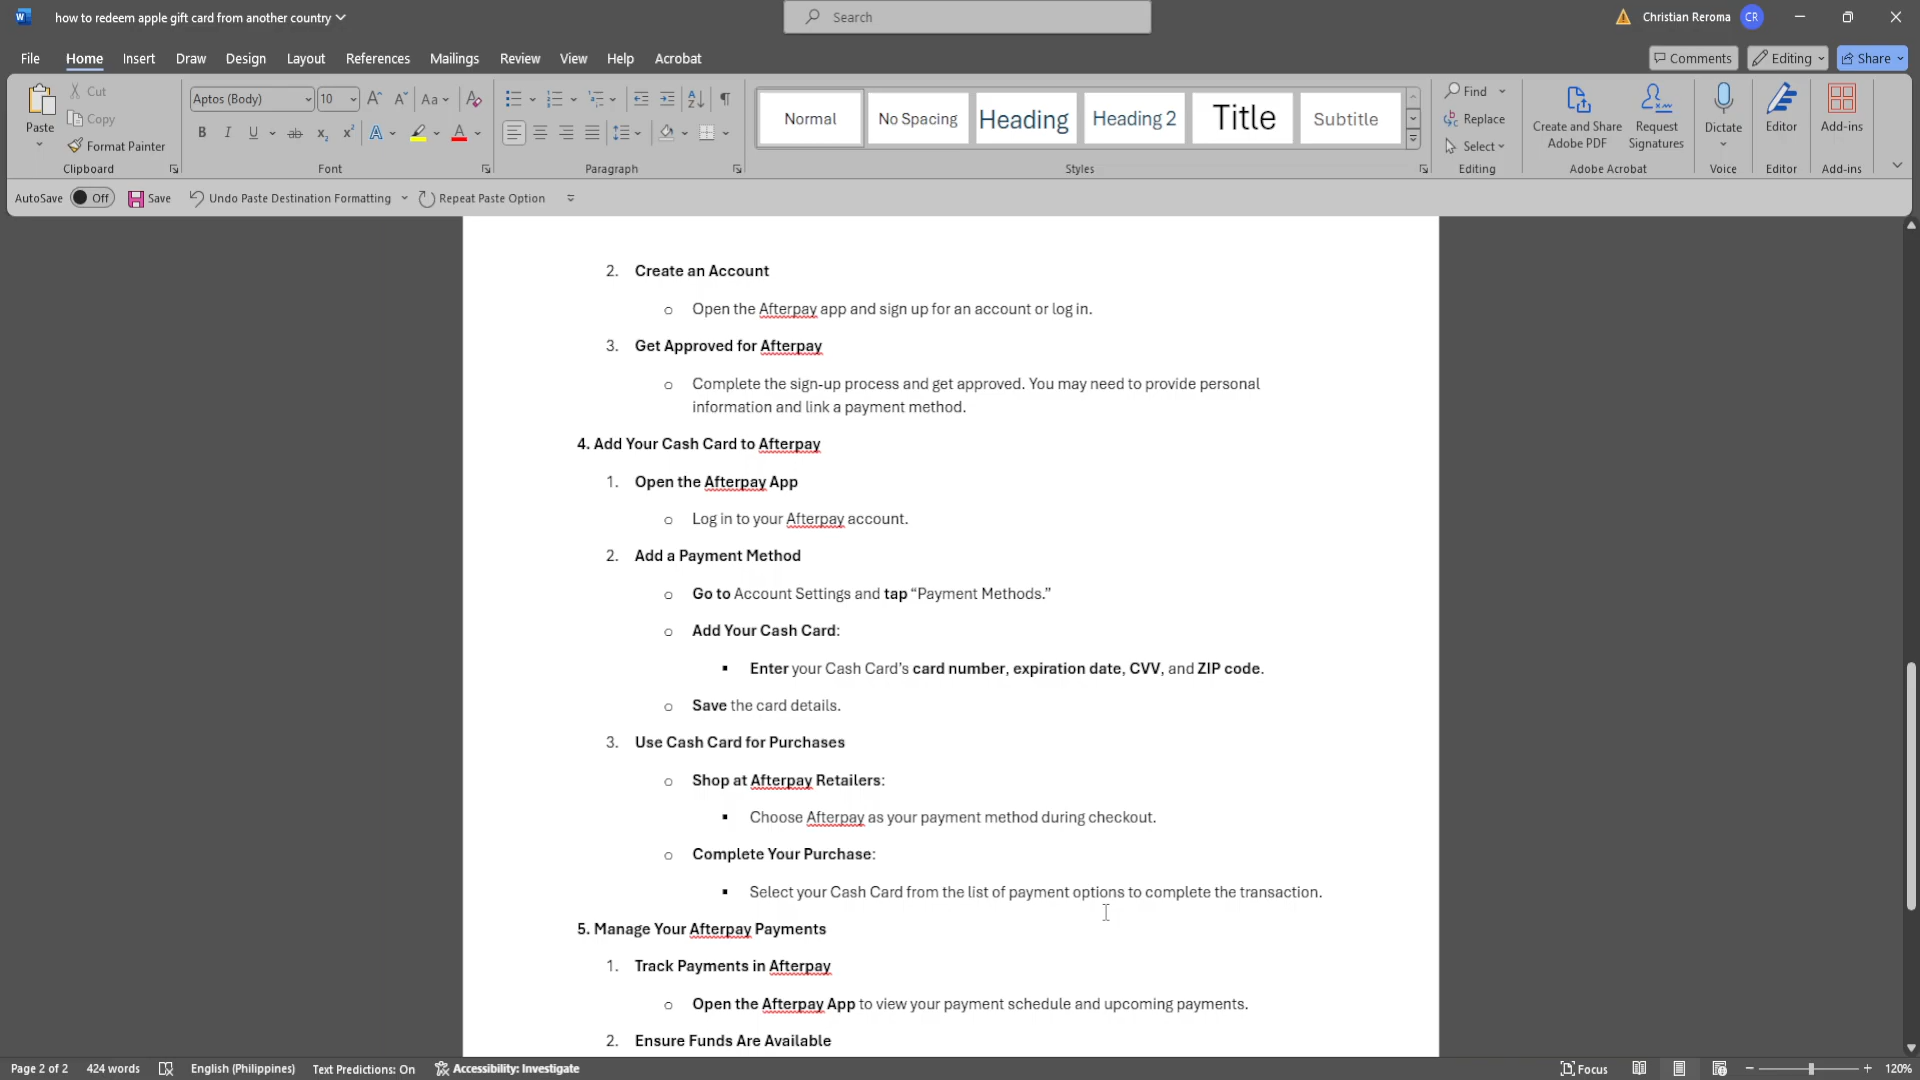 how to redeem apple gift card from another country
Search
Christian Reroma CR
File Home Insert Draw Design Layout References Mailings Review View Help Acrobat
Comments Editing Share
Paste
Cut
Copy
Format Painter
Clipboard
Aptos (Body) 10
Font
Paragraph
Normal No Spacing Heading Heading 2 Title Subtitle
Styles
Find
Replace
Select
Editing
Create and Share
Adobe PDF
Request
Signatures
Adobe Acrobat
Dictate
Voice
Editor
Editor
Add-ins
Add-ins
AutoSave Off Save Undo Paste Destination Formatting Repeat Paste Option
2. Create an Account
o Open the Afterpay app and sign up for an account or log in.
3. Get Approved for Afterpay
o Complete the sign-up process and get approved. You may need to provide personal
information and link a payment method.
4. Add Your Cash Card to Afterpay
1. Open the Afterpay App
o Log in to your Afterpay account.
2. Add a Payment Method
o Go to Account Settings and tap “Payment Methods.”
o Add Your Cash Card:
▪ Enter your Cash Card’s card number, expiration date, CVV, and ZIP code.
o Save the card details.
3. Use Cash Card for Purchases
o Shop at Afterpay Retailers:
▪ Choose Afterpay as your payment method during checkout.
o Complete Your Purchase:
▪ Select your Cash Card from the list of payment options to complete the transaction.
5. Manage Your Afterpay Payments
1. Track Payments in Afterpay
o Open the Afterpay App to view your payment schedule and upcoming payments.
2. Ensure Funds Are Available
Page 2 of 2 424 words English (Philippines) Text Predictions: On Accessibility: Investigate
Focus 120%